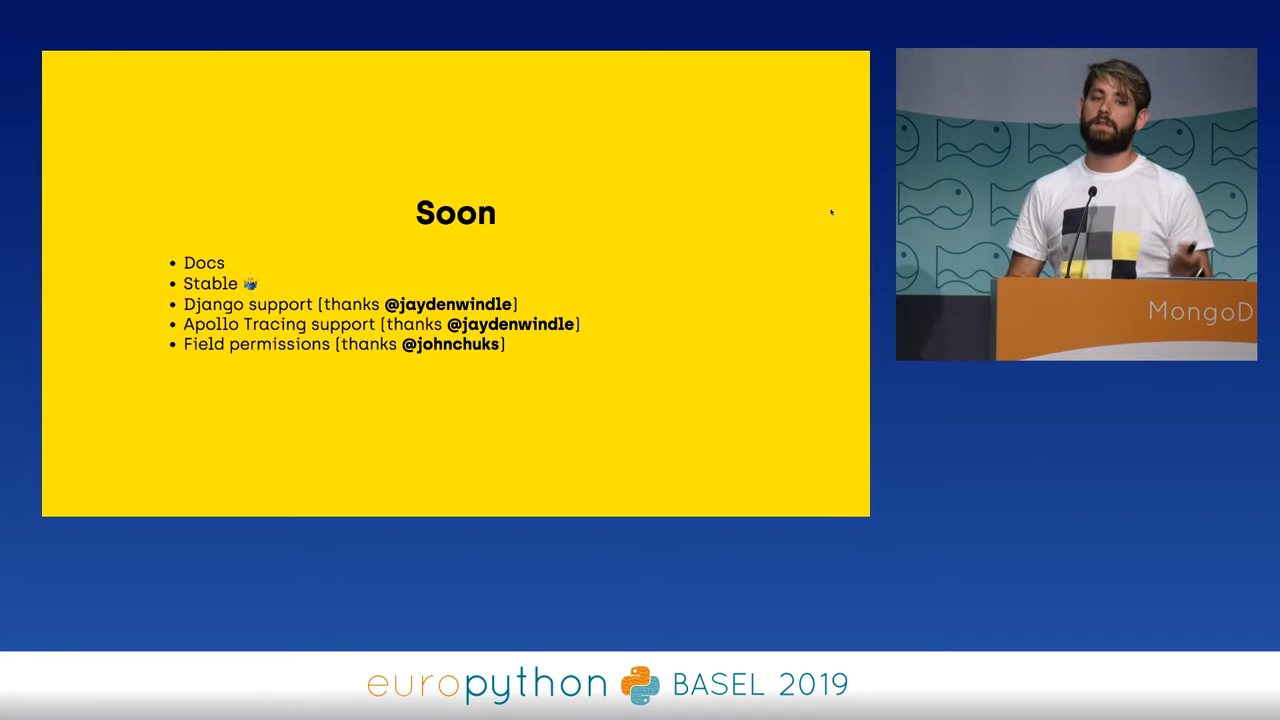 Soon
• Docs
• Stable 🤷‍♂️
• Django support (thanks @jaydenwindle)
• Apollo Tracing support (thanks @jaydenwindle)
• Field permissions (thanks @johnchuks)
MongoD
europython BASEL 2019